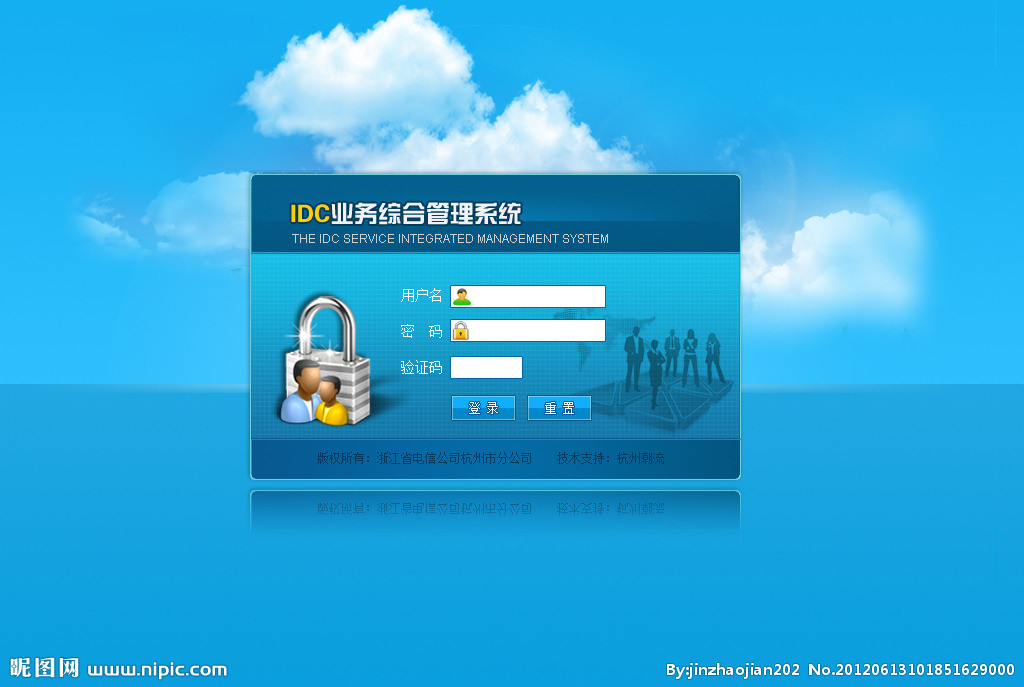 IDC业务综合管理系统
THE IDC SERVICE INTEGRATED MANAGEMENT SYSTEM
用户名
密 码
验证码
登 录 重 置
版权所有：浙江省电信公司杭州市分公司 技术支持：杭州潮流
昵图网 www.nipic.com
By:jinzhaojian202 No.20120613101851629000